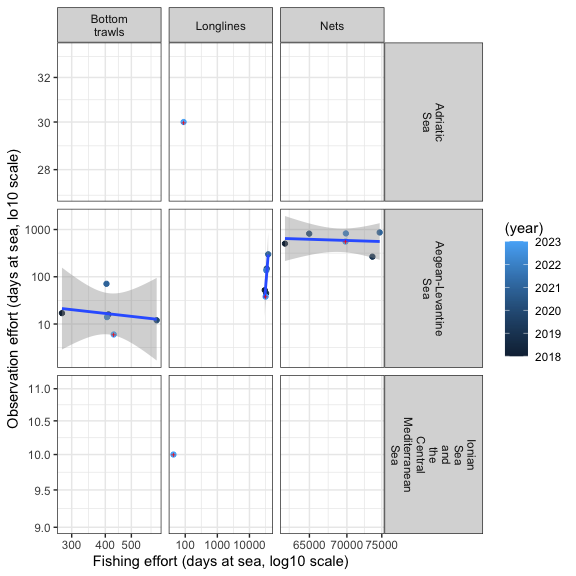 Bottom
trawls
Longlines
Nets
Observation effort (days at sea, lo10 scale)
32
30
28
Adriatic
Sea
1000
100
10
Aegean-Levantine
Sea
11.0
10.5
10.0
9.5
9.0
Ionian
Sea
and
the
Central
Mediterranean
Sea
300 400 500
100 1000 10000
65000 70000 75000
Fishing effort (days at sea, log10 scale)
(year)
2023
2022
2021
2020
2019
2018